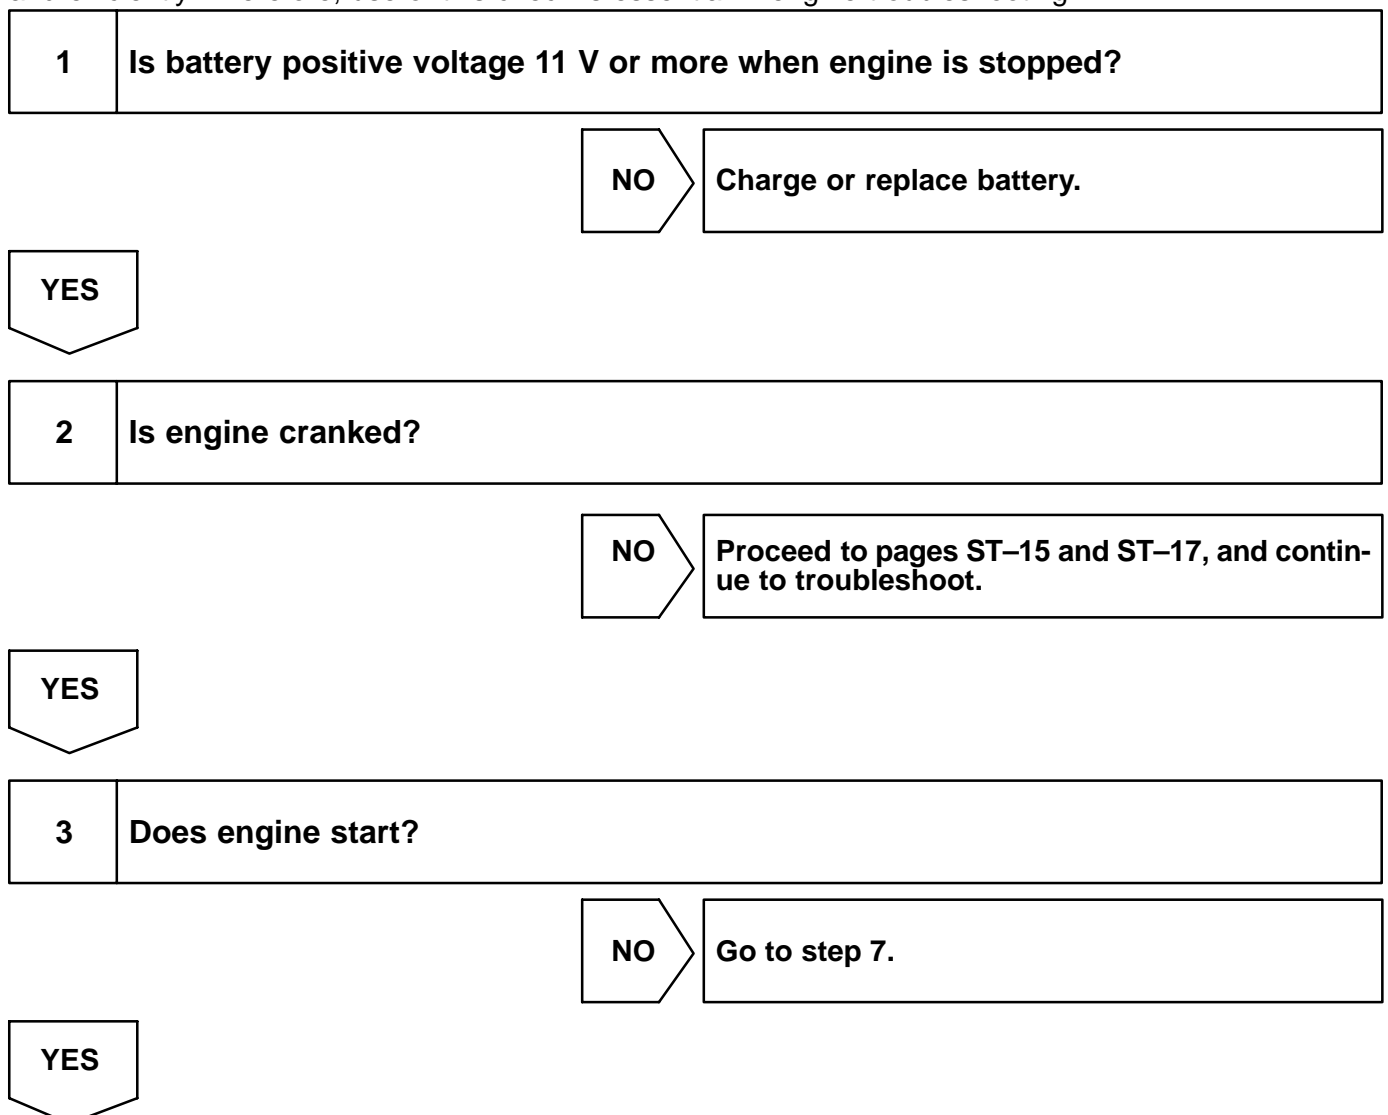 1 Is battery positive voltage 11 V or more when engine is stopped?
NO Charge or replace battery.
YES
2 Is engine cranked?
NO Proceed to pages ST–15 and ST–17, and contin-
ue to troubleshoot.
YES
3 Does engine start?
NO Go to step 7.
YES